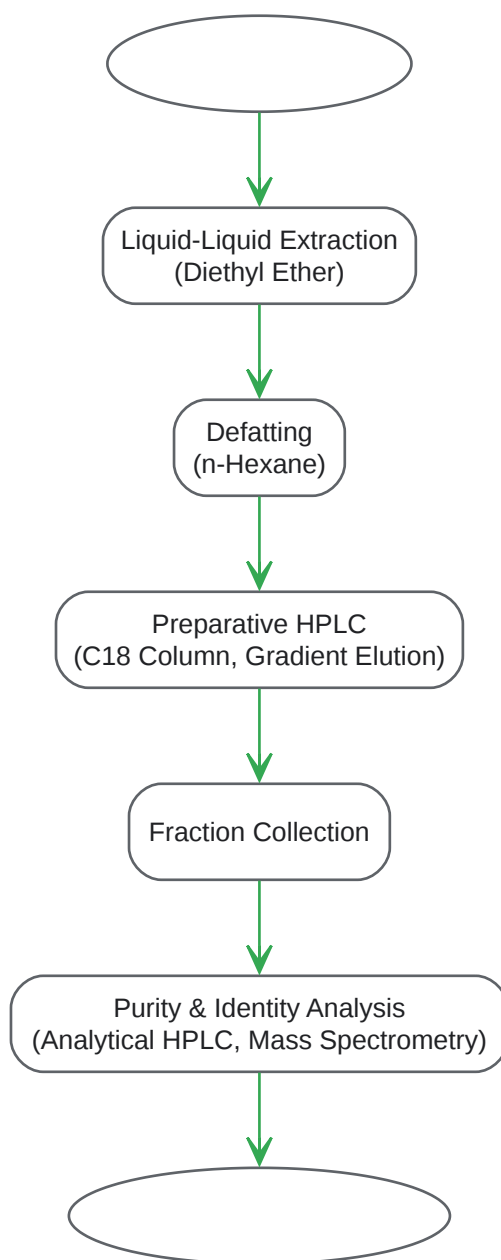 Liquid-Liquid Extraction
(Diethyl Ether)
Defatting
(n-Hexane)
Preparative HPLC
(C18 Column, Gradient Elution)
Fraction Collection
Purity & Identity Analysis
(Analytical HPLC, Mass Spectrometry)